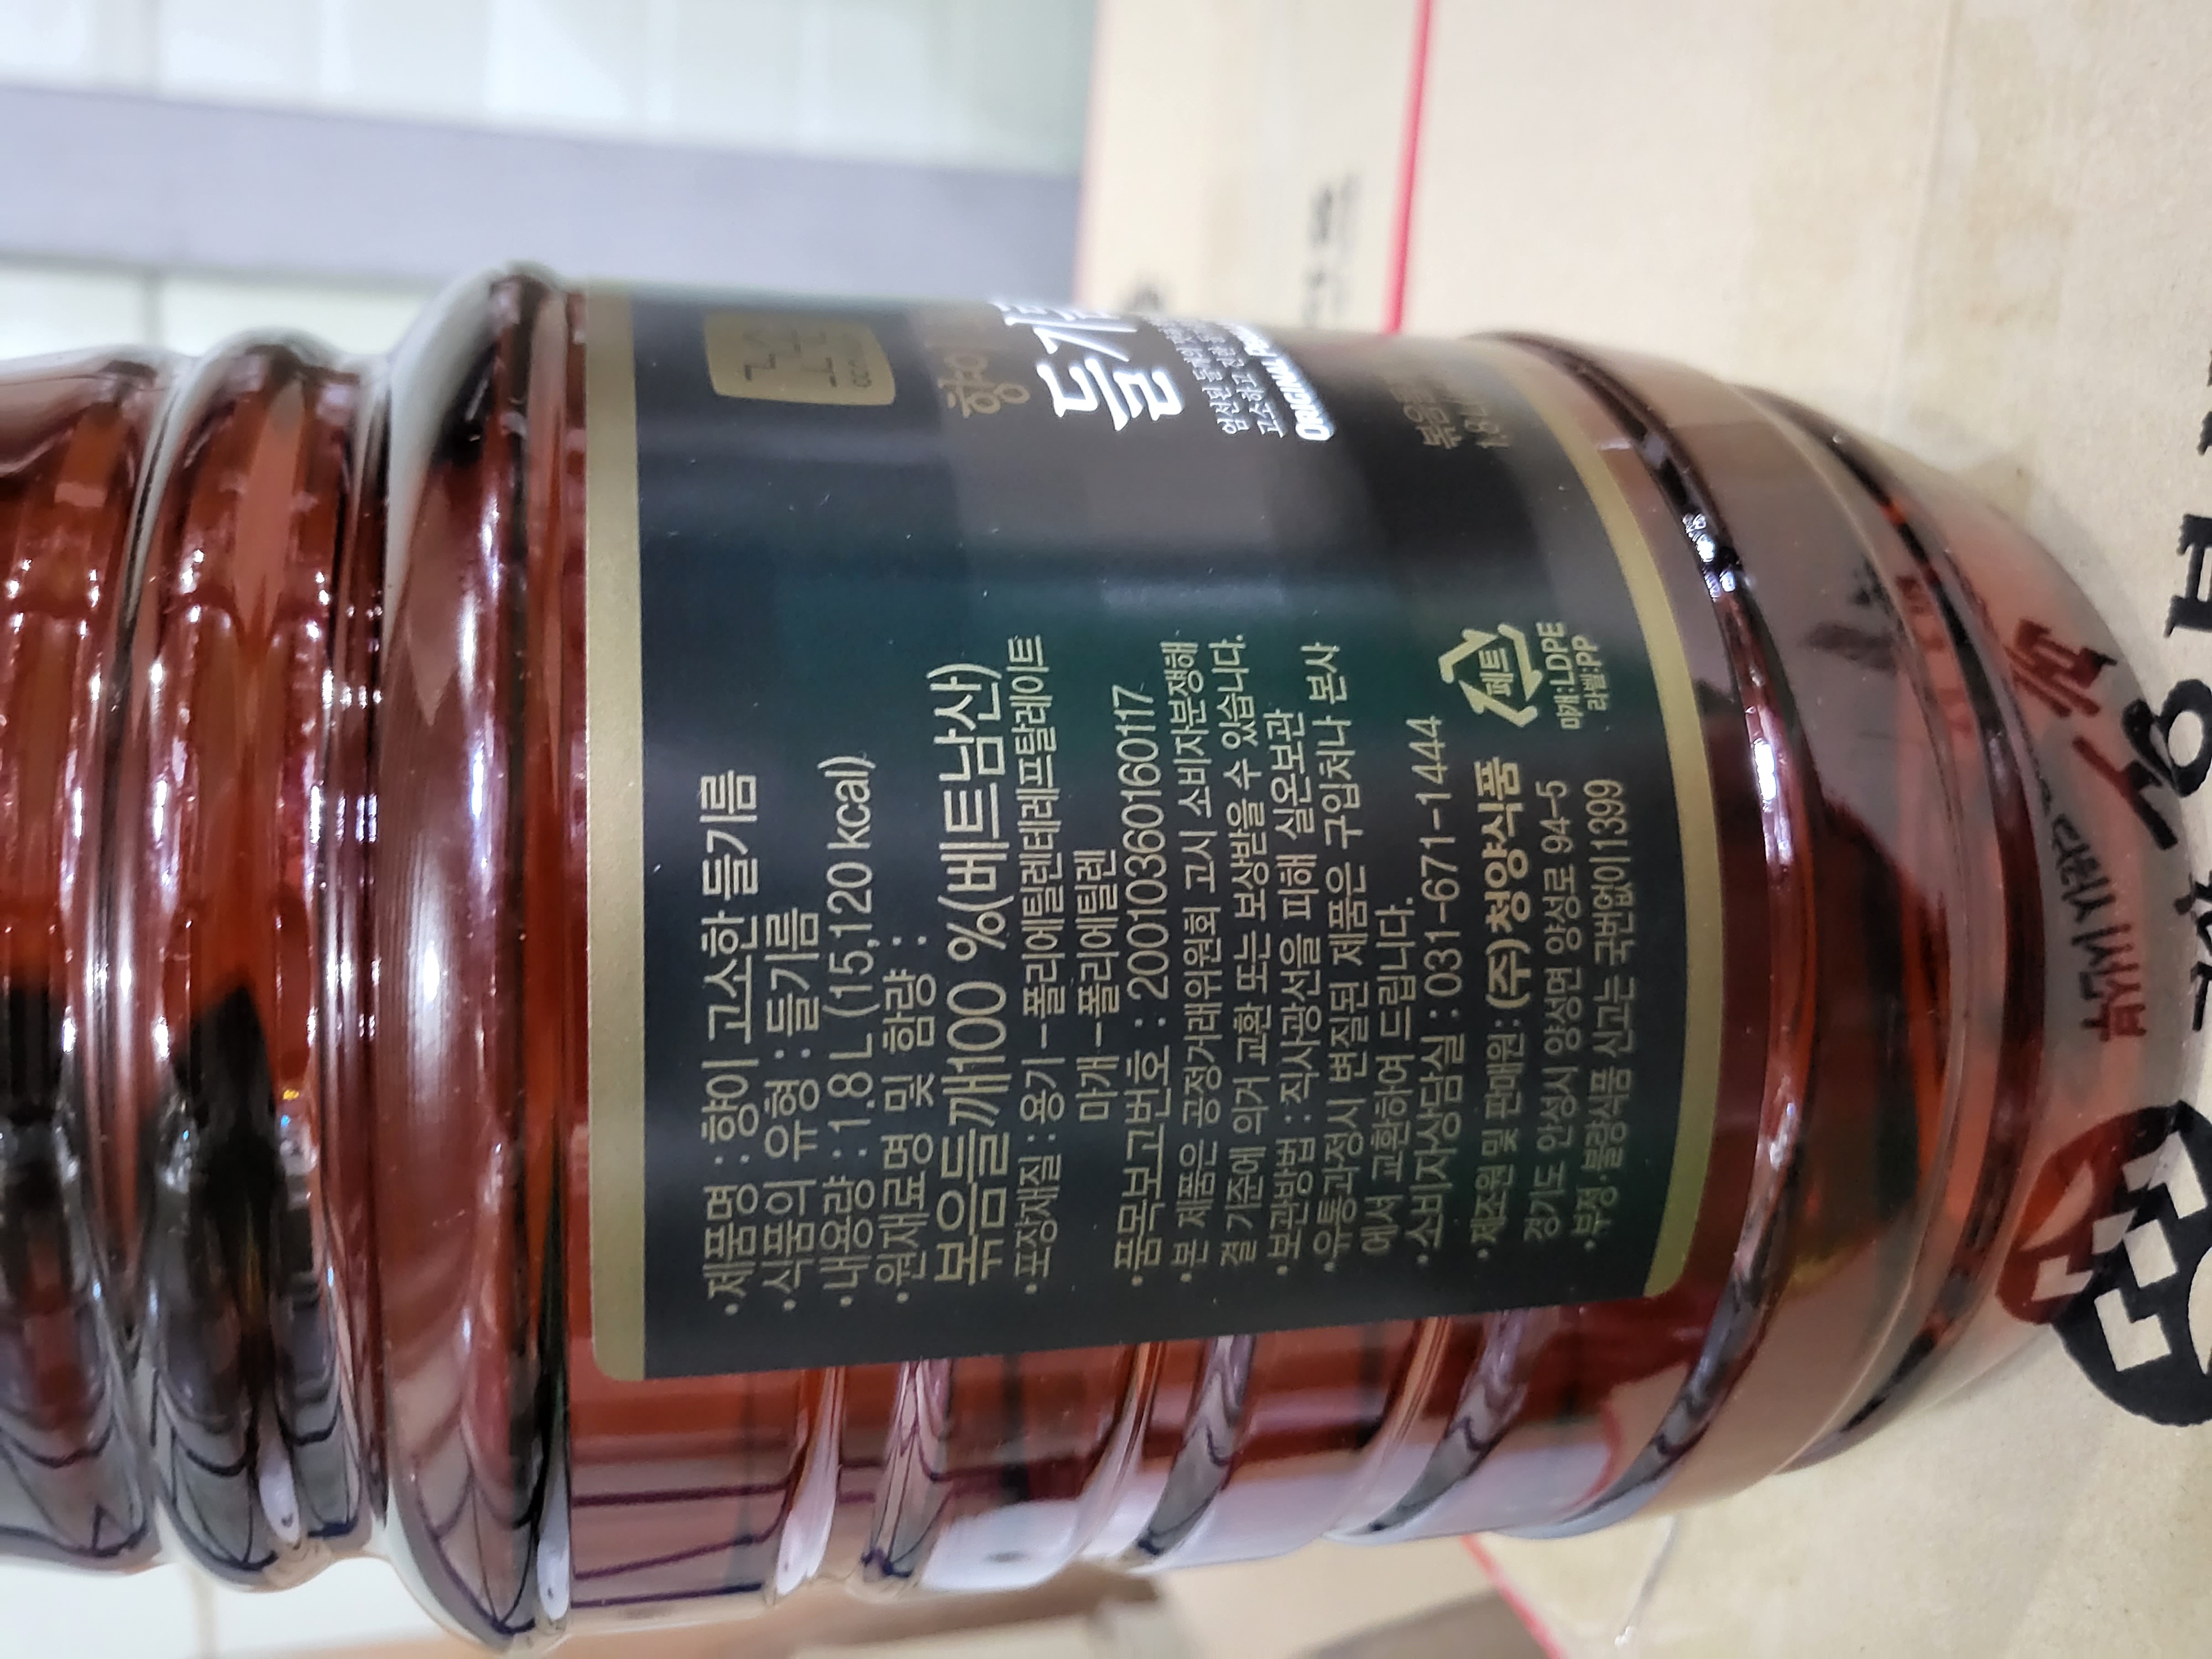 ·제품명 : 향이 고소한 들기름
·식품의 유형 : 들기름
·내용량 : 1.8 L (15,120 kcal)
·원재료명 및 함량 :
볶음들깨100 %(베트남산)
·포장재질 : 용기 – 폴리에틸렌테레프탈레이트
마개 – 폴리에틸렌
·품목보고번호 : 20010360160117
·본 제품은 공정거래위원회 고시 소비자분쟁해
결 기준에 의거 교환 또는 보상받을 수 있습니다.
·보관방법 : 직사광선을 피해 실온보관
·유통과정시 변질된 제품은 구입처나 본사
에서 교환하여 드립니다.
·소비자상담실 : 031-671-1444
·제조원 및 판매원 : (주)청양식품
경기도 안성시 양성면 양성로 94-5
·부정·불량식품 신고는 국번없이1399
페트
마개:LDPE
라벨:PP
향이
들기
ORIGINAL
볶음들